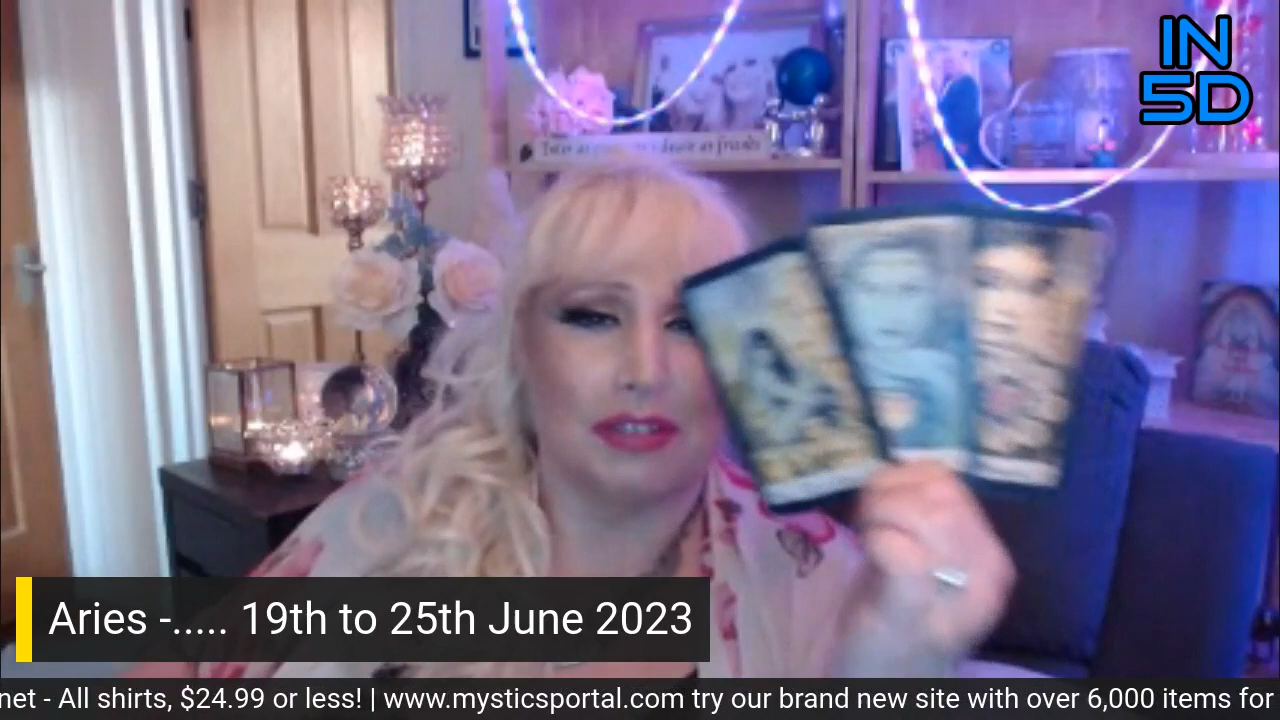 IN
5D
Aries -..... 19th to 25th June 2023
net - All shirts, $24.99 or less! | www.mysticsportal.com try our brand new site with over 6,000 items for